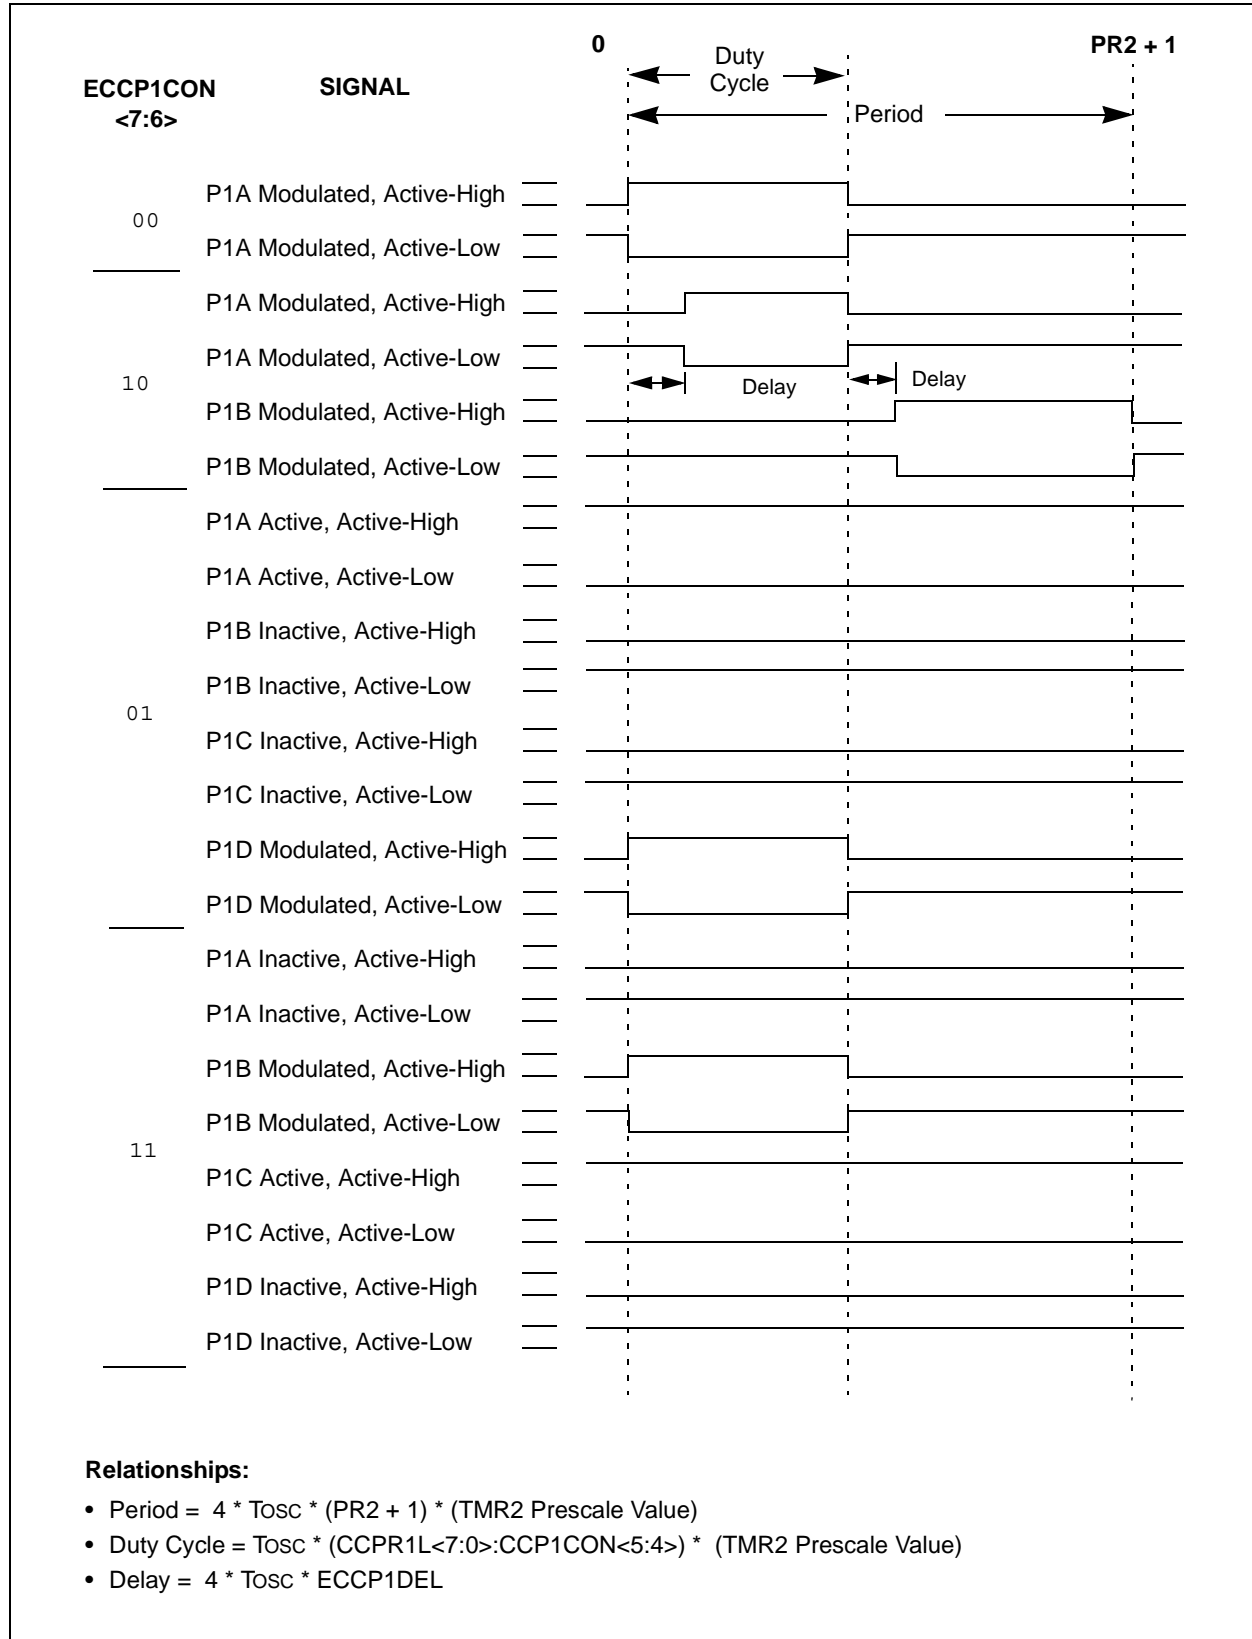 0
PR2 + 1
Duty
Cycle
ECCP1CON
<7:6>
SIGNAL
Period
00
P1A Modulated, Active-High
P1A Modulated, Active-Low
10
P1A Modulated, Active-High
P1A Modulated, Active-Low
Delay
Delay
P1B Modulated, Active-High
P1B Modulated, Active-Low
01
P1A Active, Active-High
P1A Active, Active-Low
P1B Inactive, Active-High
P1B Inactive, Active-Low
P1C Inactive, Active-High
P1C Inactive, Active-Low
P1D Modulated, Active-High
P1D Modulated, Active-Low
11
P1A Inactive, Active-High
P1A Inactive, Active-Low
P1B Modulated, Active-High
P1B Modulated, Active-Low
P1C Active, Active-High
P1C Active, Active-Low
P1D Inactive, Active-High
P1D Inactive, Active-Low
Relationships:
• Period = 4 * TOSC * (PR2 + 1) * (TMR2 Prescale Value)
• Duty Cycle = TOSC * (CCPR1L<7:0>:CCP1CON<5:4>) * (TMR2 Prescale Value)
• Delay = 4 * TOSC * ECCP1DEL